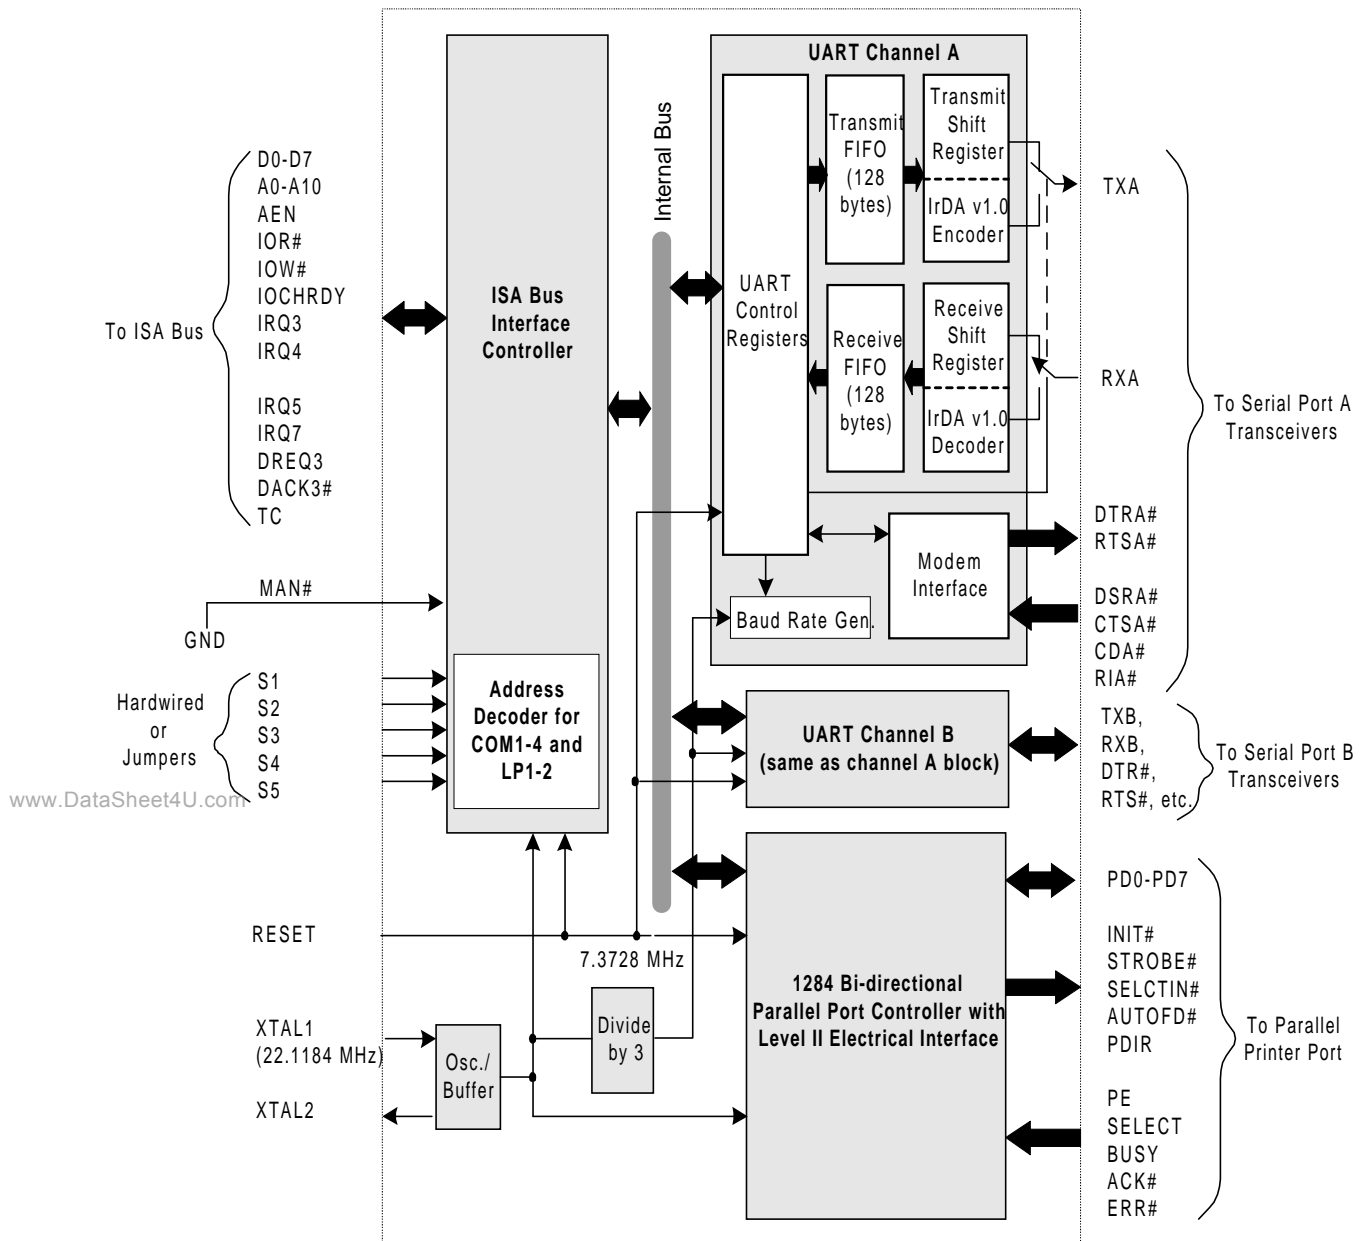 UART Channel A
Internal Bus
Transmit
FIFO
(128
bytes)
Transmit
Shift
Register
IrDA v1.0
Encoder
TXA
D0-D7
A0-A10
AEN
IOR#
IOW#
IOCHRDY
IRQ3
IRQ4
IRQ5
IRQ7
DREQ3
DACK3#
TC
To ISA Bus
ISA Bus
Interface
Controller
UART
Control
Registers
Receive
FIFO
(128
bytes)
Receive
Shift
Register
IrDA v1.0
Decoder
RXA
To Serial Port A
Transceivers
DTRA#
RTSA#
Modem
Interface
DSRA#
CTSA#
CDA#
RIA#
Baud Rate Gen.
MAN#
GND
Hardwired
or
Jumpers
S1
S2
S3
S4
S5
Address
Decoder for
COM1-4 and
LP1-2
UART Channel B
(same as channel A block)
TXB,
RXB,
DTR#,
RTS#, etc.
To Serial Port B
Transceivers
www.DataSheet4U.com
RESET
7.3728 MHz
XTAL1
(22.1184 MHz)
XTAL2
Osc./
Buffer
Divide
by 3
1284 Bi-directional
Parallel Port Controller with
Level II Electrical Interface
PD0-PD7
INIT#
STROBE#
SELCTIN#
AUTOFD#
PDIR
PE
SELECT
BUSY
ACK#
ERR#
To Parallel
Printer Port